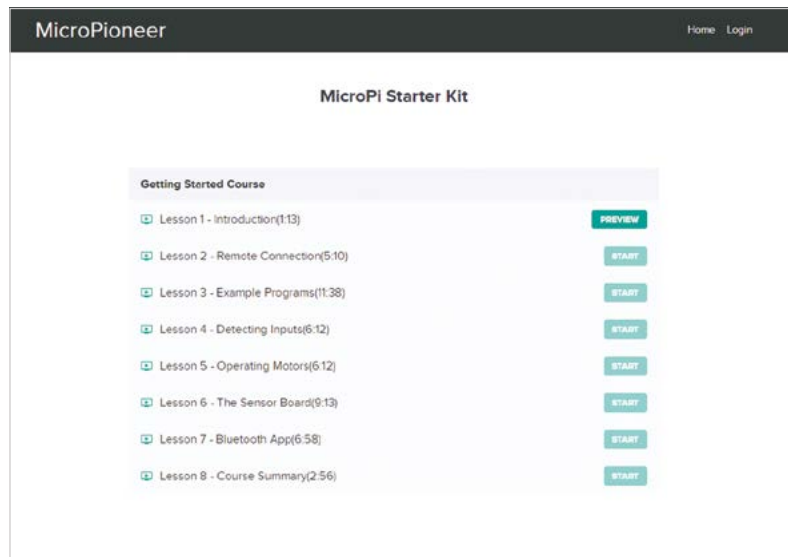 MicroPioneer
Home Login
MicroPi Starter Kit
Getting Started Course
Lesson 1 - Introduction(1:13) PREVIEW
Lesson 2 - Remote Connection(5:10) START
Lesson 3 - Example Programs(11:38) START
Lesson 4 - Detecting Inputs(6:12) START
Lesson 5 - Operating Motors(6:12) START
Lesson 6 - The Sensor Board(9:13) START
Lesson 7 - Bluetooth App(6:58) START
Lesson 8 - Course Summary(2:56) START